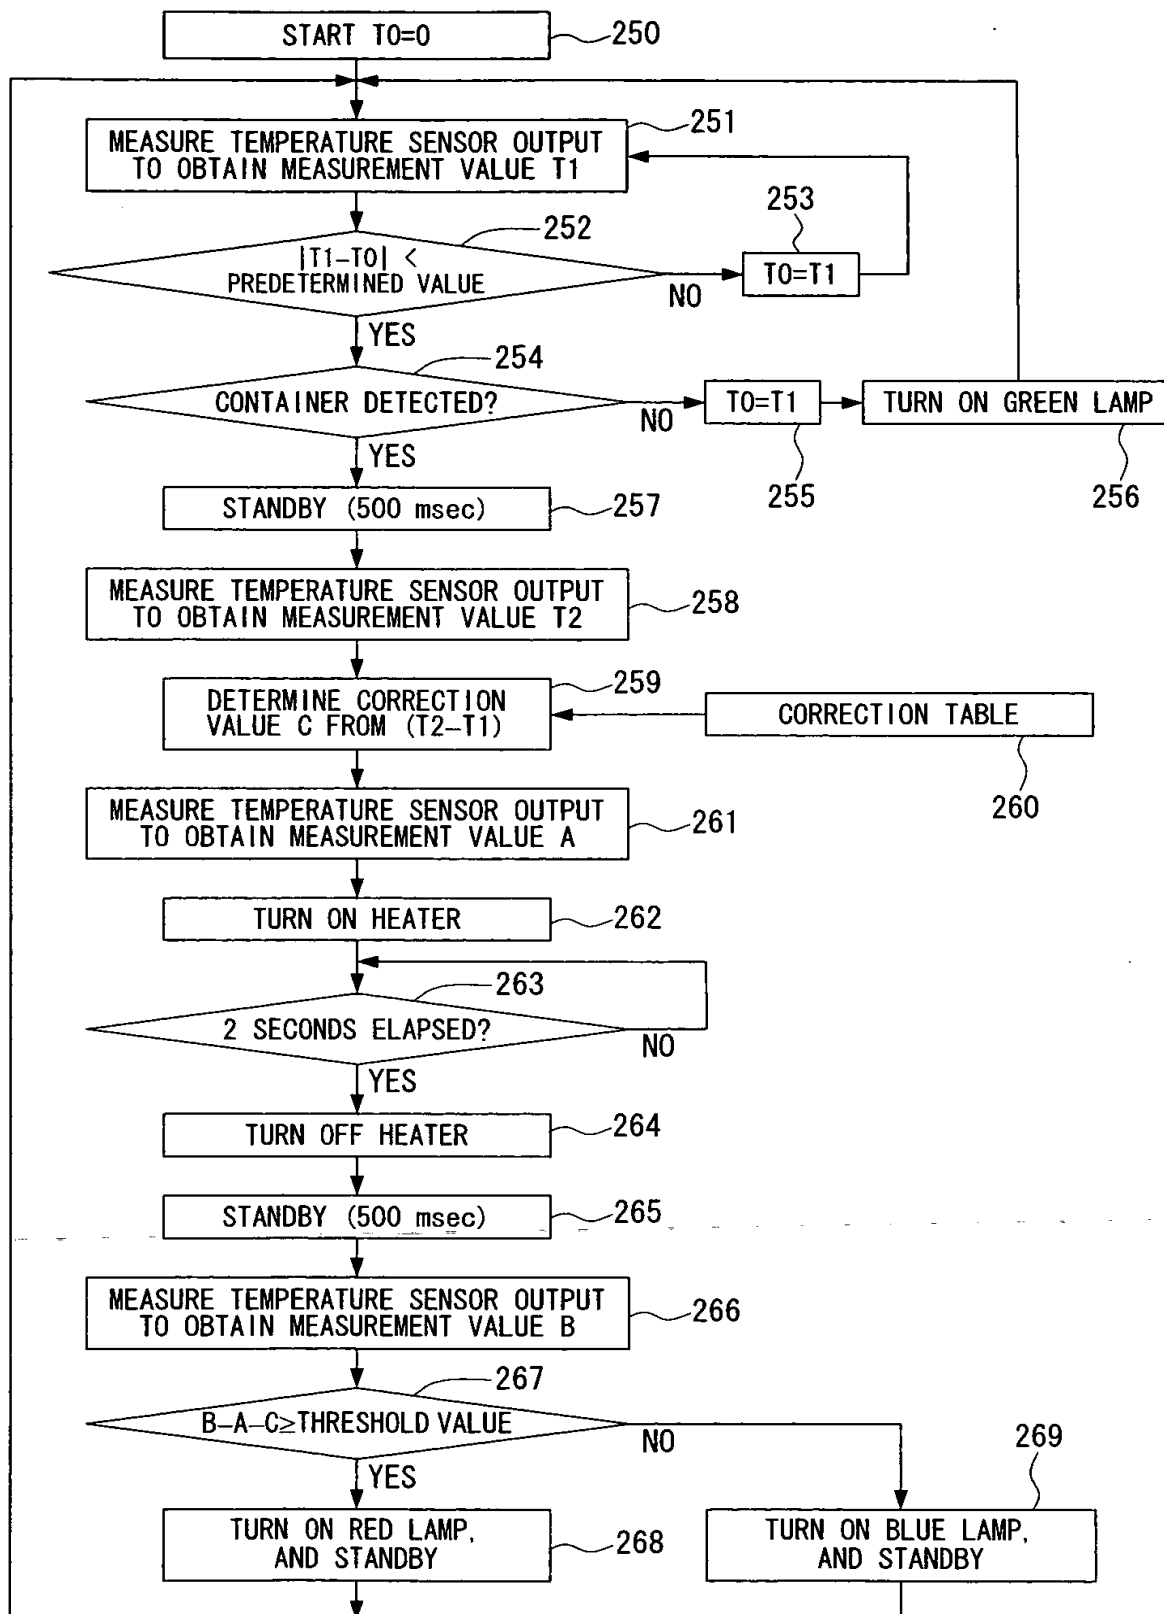 START T0=0
250
MEASURE TEMPERATURE SENSOR OUTPUT
TO OBTAIN MEASUREMENT VALUE T1
251
|T1-T0| <
PREDETERMINED VALUE
252
NO
T0=T1
253
YES
CONTAINER DETECTED?
254
NO
T0=T1
255
TURN ON GREEN LAMP
256
YES
STANDBY (500 msec)
257
MEASURE TEMPERATURE SENSOR OUTPUT
TO OBTAIN MEASUREMENT VALUE T2
258
DETERMINE CORRECTION
VALUE C FROM (T2-T1)
259
CORRECTION TABLE
260
MEASURE TEMPERATURE SENSOR OUTPUT
TO OBTAIN MEASUREMENT VALUE A
261
TURN ON HEATER
262
2 SECONDS ELAPSED?
263
NO
YES
TURN OFF HEATER
264
STANDBY (500 msec)
265
MEASURE TEMPERATURE SENSOR OUTPUT
TO OBTAIN MEASUREMENT VALUE B
266
B-A-C≥THRESHOLD VALUE
267
NO
YES
TURN ON RED LAMP,
AND STANDBY
268
TURN ON BLUE LAMP,
AND STANDBY
269